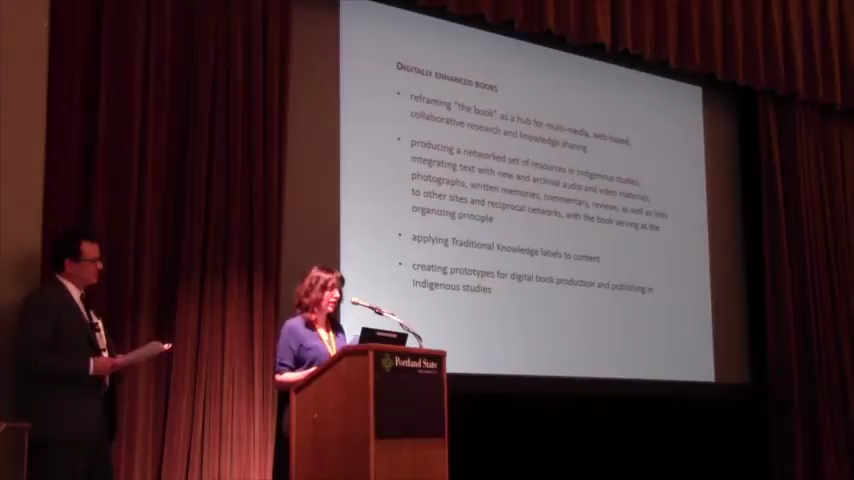 DIGITALLY ENHANCED BOOKS
• reframing "the book" as a hub for multi-media, web-based,
collaborative research and knowledge sharing
• producing a networked set of resources in Indigenous studies,
integrating text with new and archival audio and video materials,
photographs, written memories, commentary, reviews, as well as links
to other sites and reciprocal networks, with the book serving as the
organizing principle
• applying Traditional Knowledge labels to content
• creating prototypes for digital book production and publishing in
Indigenous studies
Portland State